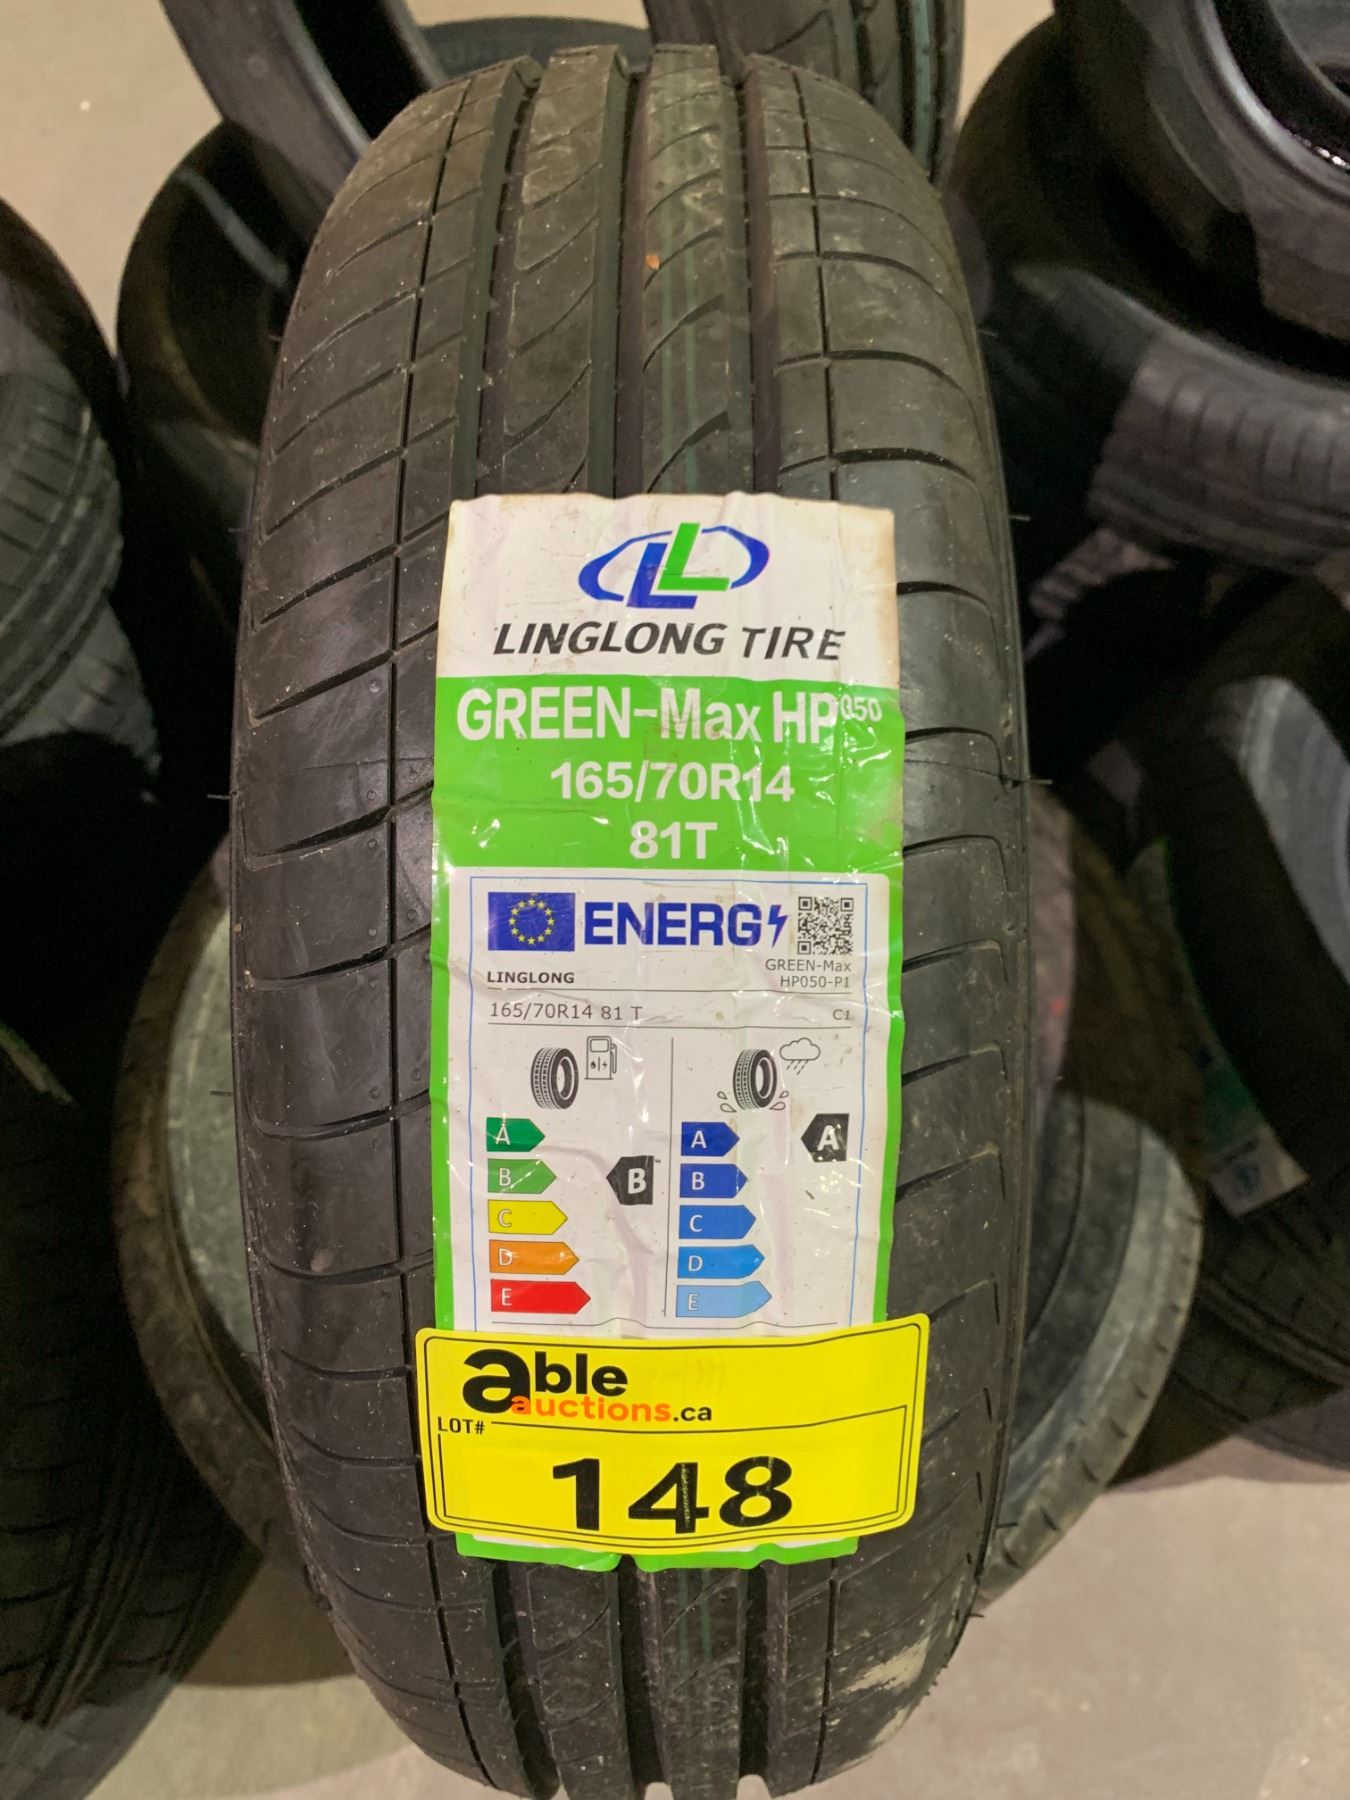 LL
LINGLONG TIRE
GREEN-Max HP050
165/70R14
81T
ENERG
GREEN-Max
LINGLONG HP050-P1
165/70R14 81 T C1
A A A
B B B
C C
D D
E E
able
auctions.ca
LOT#
148